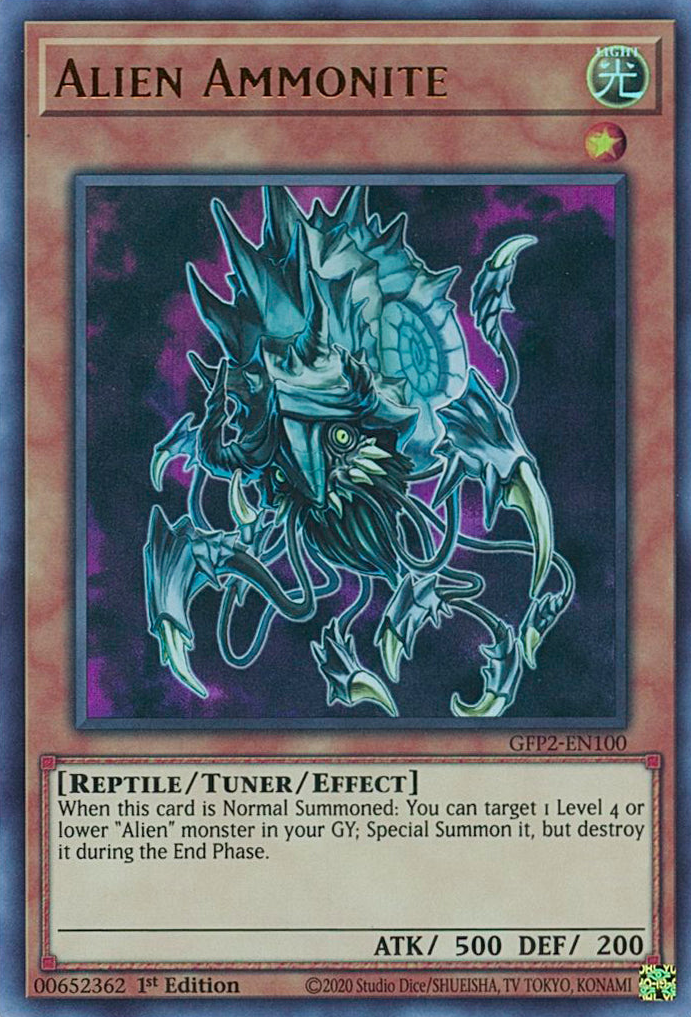 ALIEN AMMONITE
LIGHT
光
GFP2-EN100
[REPTILE/TUNER/EFFECT]
When this card is Normal Summoned: You can target 1 Level 4 or
lower "Alien" monster in your GY; Special Summon it, but destroy
it during the End Phase.
ATK/ 500 DEF/ 200
00652362 1st Edition
©2020 Studio Dice/SHUEISHA, TV TOKYO, KONAMI